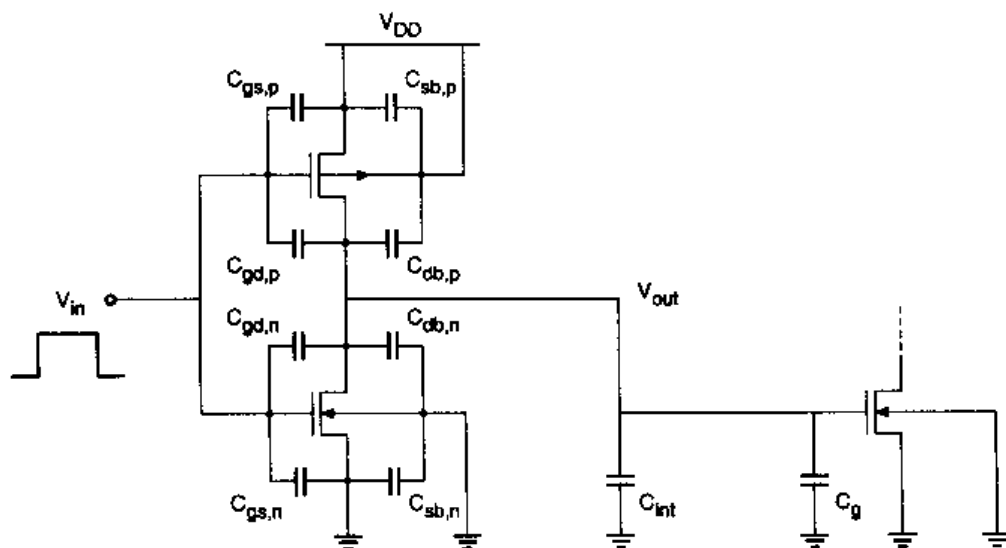 V_DD
C_gs,p
C_sb,p
C_gd,p
C_db,p
V_in
V_out
C_gd,n
C_db,n
C_gs,n
C_sb,n
C_int
C_g